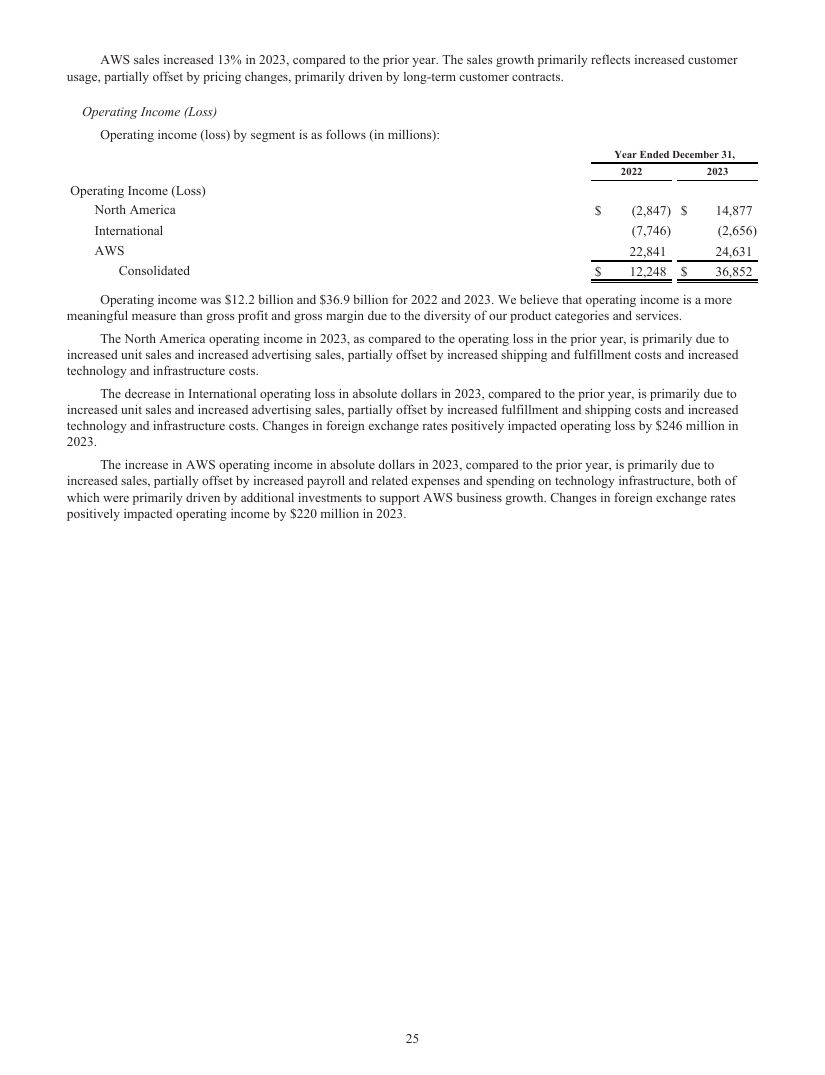 AWS sales increased 13% in 2023, compared to the prior year. The sales growth primarily reflects increased customer
usage, partially offset by pricing changes, primarily driven by long-term customer contracts.
Operating Income (Loss)
Operating income (loss) by segment is as follows (in millions):
Year Ended December 31,
2022 2023
Operating Income (Loss)
North America $ (2,847) $ 14,877
International (7,746) (2,656)
AWS 22,841 24,631
Consolidated $ 12,248 $ 36,852
Operating income was $12.2 billion and $36.9 billion for 2022 and 2023. We believe that operating income is a more
meaningful measure than gross profit and gross margin due to the diversity of our product categories and services.
The North America operating income in 2023, as compared to the operating loss in the prior year, is primarily due to
increased unit sales and increased advertising sales, partially offset by increased shipping and fulfillment costs and increased
technology and infrastructure costs.
The decrease in International operating loss in absolute dollars in 2023, compared to the prior year, is primarily due to
increased unit sales and increased advertising sales, partially offset by increased fulfillment and shipping costs and increased
technology and infrastructure costs. Changes in foreign exchange rates positively impacted operating loss by $246 million in
2023.
The increase in AWS operating income in absolute dollars in 2023, compared to the prior year, is primarily due to
increased sales, partially offset by increased payroll and related expenses and spending on technology infrastructure, both of
which were primarily driven by additional investments to support AWS business growth. Changes in foreign exchange rates
positively impacted operating income by $220 million in 2023.
25